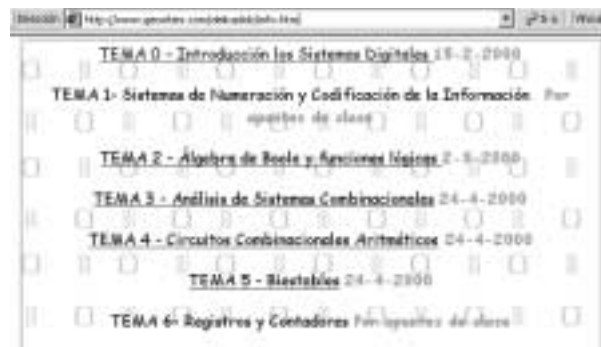 Dirección http://www.geocities.com/
TEMA 0 - Introducción los Sistemas Digitales 15-2-2000
TEMA 1- Sistemas de Numeración y Codificación de la Información Por
apuntes de clase
TEMA 2 - Álgebra de Boole y funciones lógicas 2-5-2000
TEMA 3 - Análisis de Sistemas Combinacionales 24-4-2000
TEMA 4 - Circuitos Combinacionales Aritméticos 24-4-2000
TEMA 5 - Biestables 24-4-2000
TEMA 6- Registros y Contadores Por apuntes de clase